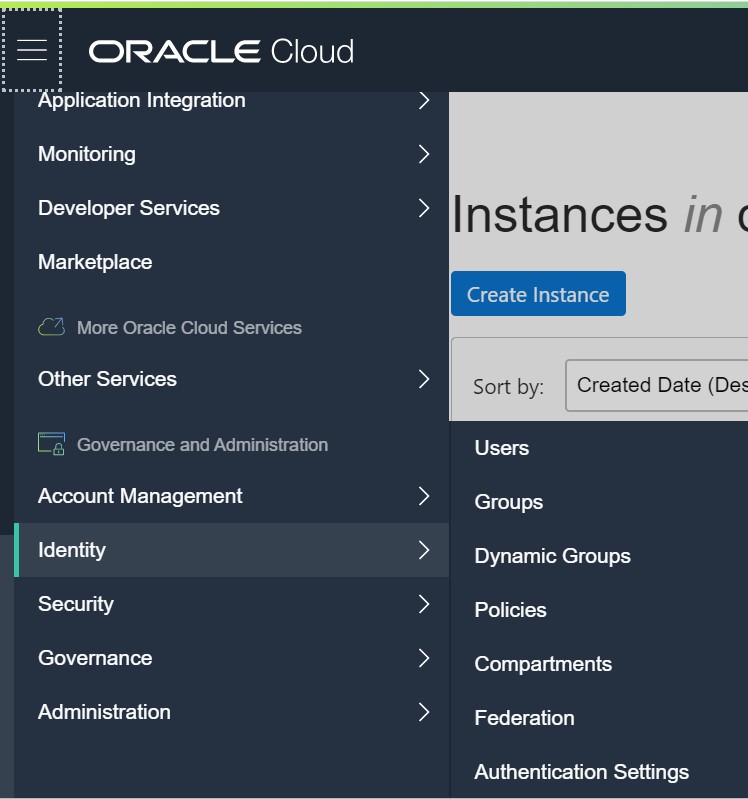 ORACLE Cloud
Application Integration
Monitoring
Developer Services
Marketplace
More Oracle Cloud Services
Other Services
Governance and Administration
Account Management
Identity
Security
Governance
Administration
Instances in
Create Instance
Sort by:
Created Date (Des
Users
Groups
Dynamic Groups
Policies
Compartments
Federation
Authentication Settings